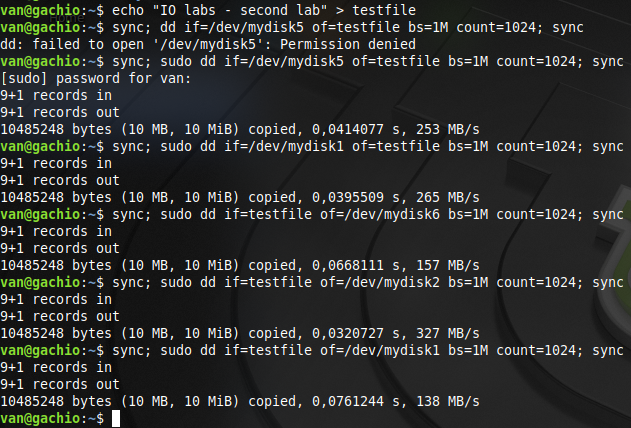 van@gachio:~$ echo "IO labs - second lab" > testfile
van@gachio:~$ sync; dd if=/dev/mydisk5 of=testfile bs=1M count=1024; sync
dd: failed to open '/dev/mydisk5': Permission denied
van@gachio:~$ sync; sudo dd if=/dev/mydisk5 of=testfile bs=1M count=1024; sync
[sudo] password for van:
9+1 records in
9+1 records out
10485248 bytes (10 MB, 10 MiB) copied, 0,0414077 s, 253 MB/s
van@gachio:~$ sync; sudo dd if=/dev/mydisk1 of=testfile bs=1M count=1024; sync
9+1 records in
9+1 records out
10485248 bytes (10 MB, 10 MiB) copied, 0,0395509 s, 265 MB/s
van@gachio:~$ sync; sudo dd if=testfile of=/dev/mydisk6 bs=1M count=1024; sync
9+1 records in
9+1 records out
10485248 bytes (10 MB, 10 MiB) copied, 0,0668111 s, 157 MB/s
van@gachio:~$ sync; sudo dd if=testfile of=/dev/mydisk2 bs=1M count=1024; sync
9+1 records in
9+1 records out
10485248 bytes (10 MB, 10 MiB) copied, 0,0320727 s, 327 MB/s
van@gachio:~$ sync; sudo dd if=testfile of=/dev/mydisk1 bs=1M count=1024; sync
9+1 records in
9+1 records out
10485248 bytes (10 MB, 10 MiB) copied, 0,0761244 s, 138 MB/s
van@gachio:~$